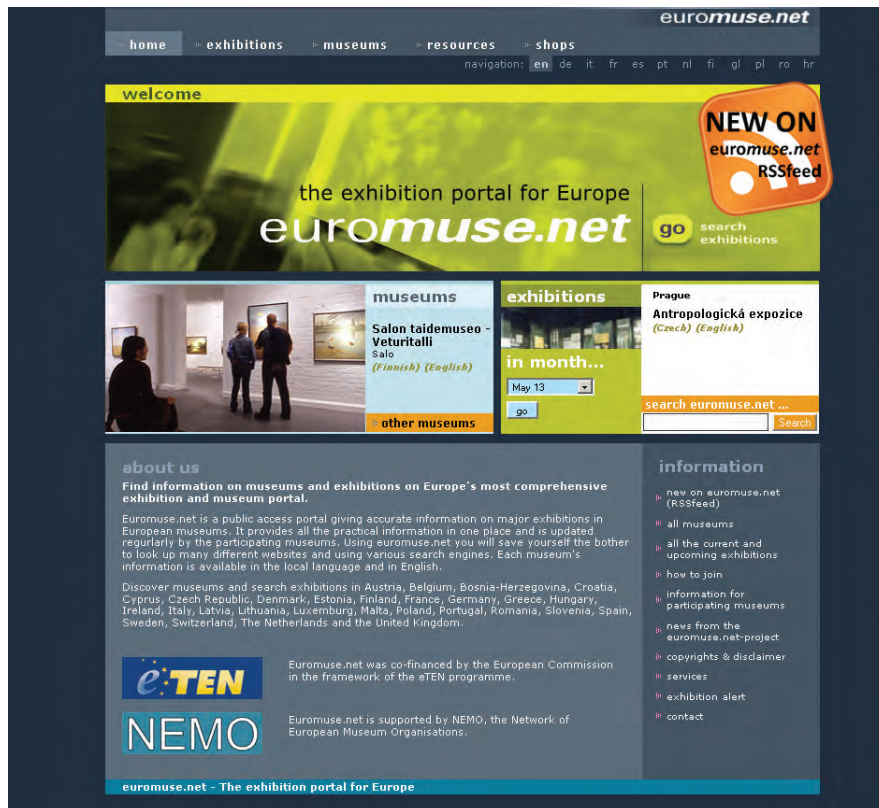 euromuse.net
home exhibitions museums resources shops
navigation: en de it fr es pt nl fi gl pl ro hr
welcome
NEW ON
euromuse.net
RSSfeed
the exhibition portal for Europe
euromuse.net
go search
exhibitions
museums
Salon taidemuseo -
Veturitalli
Salo
(Finnish) (English)
other museums
exhibitions
in month...
May 13
go
Prague
Antropologická expozice
(Czech) (English)
search euromuse.net ...
Search
about us
Find information on museums and exhibitions on Europe's most comprehensive
exhibition and museum portal.
Euromuse.net is a public access portal giving accurate information on major exhibitions in
European museums. It provides all the practical information in one place and is updated
regurlarly by the participating museums. Using euromuse.net you will save yourself the bother
to look up many different websites and using various search engines. Each museum's
information is available in the local language and in English.
Discover museums and search exhibitions in Austria, Belgium, Bosnia-Herzegovina, Croatia,
Cyprus, Czech Republic, Denmark, Estonia, Finland, France, Germany, Greece, Hungary,
Ireland, Italy, Latvia, Lithuania, Luxemburg, Malta, Poland, Portugal, Romania, Slovenia, Spain,
Sweden, Switzerland, The Netherlands and the United Kingdom.
eTEN
Euromuse.net was co-financed by the European Commission
in the framework of the eTEN programme.
NEMO
Euromuse.net is supported by NEMO, the Network of
European Museum Organisations.
information
new on euromuse.net
(RSSfeed)
all museums
all the current and
upcoming exhibitions
how to join
information for
participating museums
news from the
euromuse.net-project
copyrights & disclaimer
services
exhibition alert
contact
euromuse.net - The exhibition portal for Europe